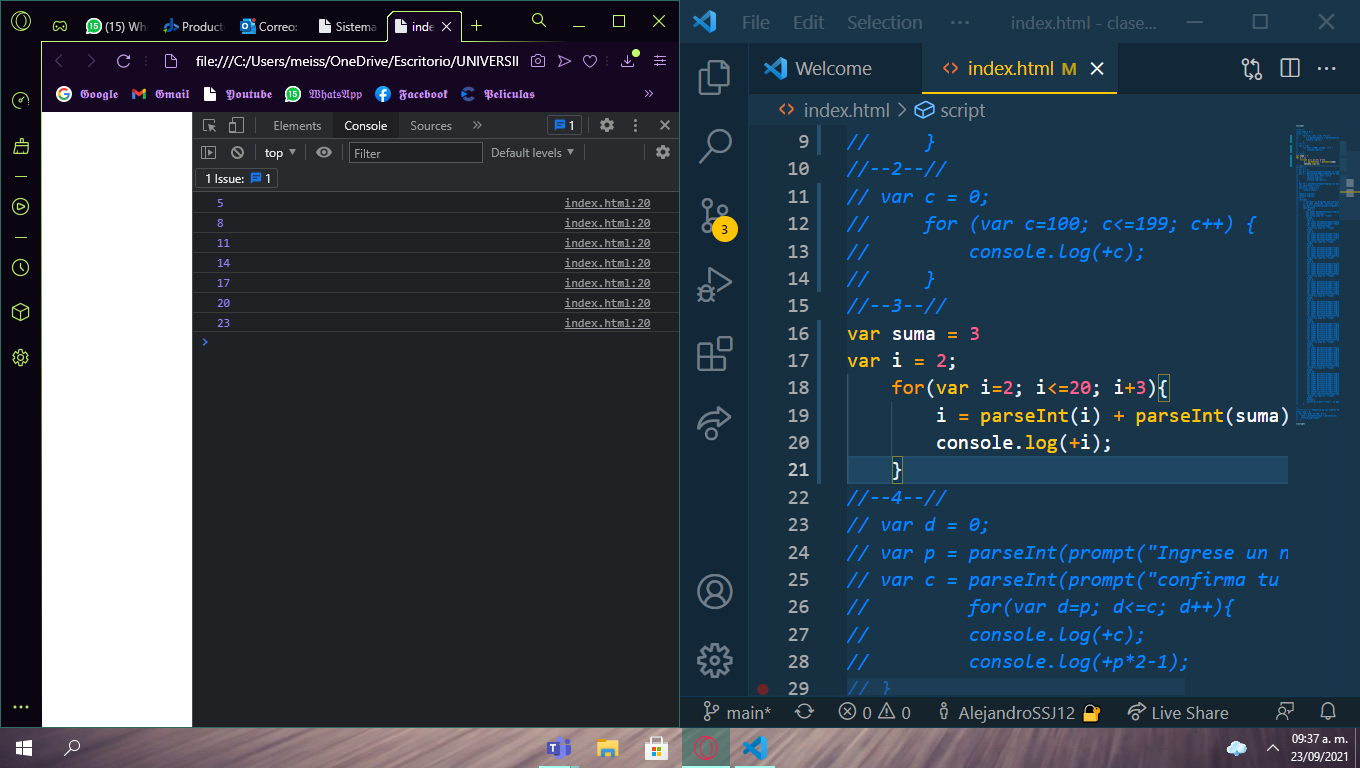 (15) Wh
Product
Correo:
Sistema
inde
file:///C:/Users/meiss/OneDrive/Escritorio/UNIVERSII
Google
Gmail
Youtube
WhatsApp
Facebook
Peliculas
Elements
Console
Sources
1
top
Filter
Default levels
1 Issue: 1
5 index.html:20
8 index.html:20
11 index.html:20
14 index.html:20
17 index.html:20
20 index.html:20
23 index.html:20
File Edit Selection ··· index.html - clase...
Welcome
index.html M
index.html > script
3
9 // }
10 //--2--//
11 // var c = 0;
12 // for (var c=100; c<=199; c++) {
13 // console.log(+c);
14 // }
15 //--3--//
16 var suma = 3
17 var i = 2;
18 for(var i=2; i<=20; i+3){
19 i = parseInt(i) + parseInt(suma)
20 console.log(+i);
21 }
22 //--4--//
23 // var d = 0;
24 // var p = parseInt(prompt("Ingrese un n
25 // var c = parseInt(prompt("confirma tu
26 // for(var d=p; d<=c; d++){
27 // console.log(+c);
28 // console.log(+p*2-1);
29 // }
main* 0 0 AlejandroSSJ12 Live Share
09:37 a. m.
23/09/2021